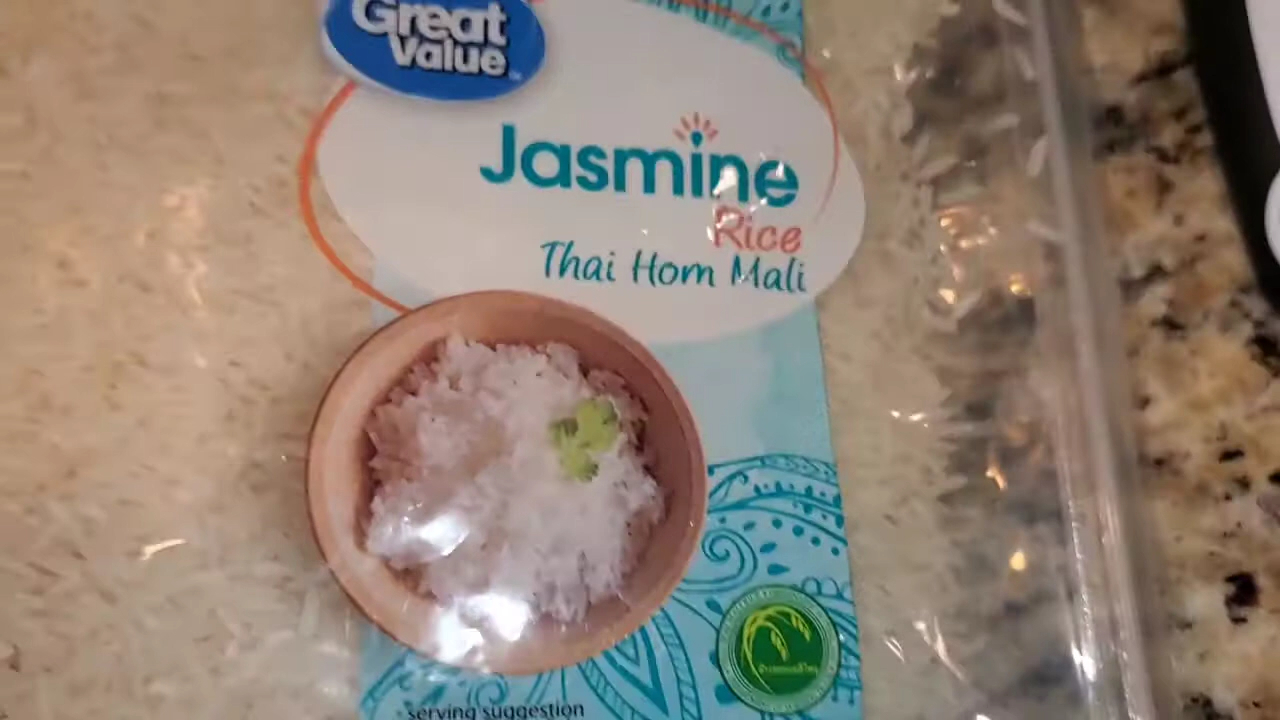 Great
Value
Jasmine
Rice
Thai Hom Mali
serving suggestion